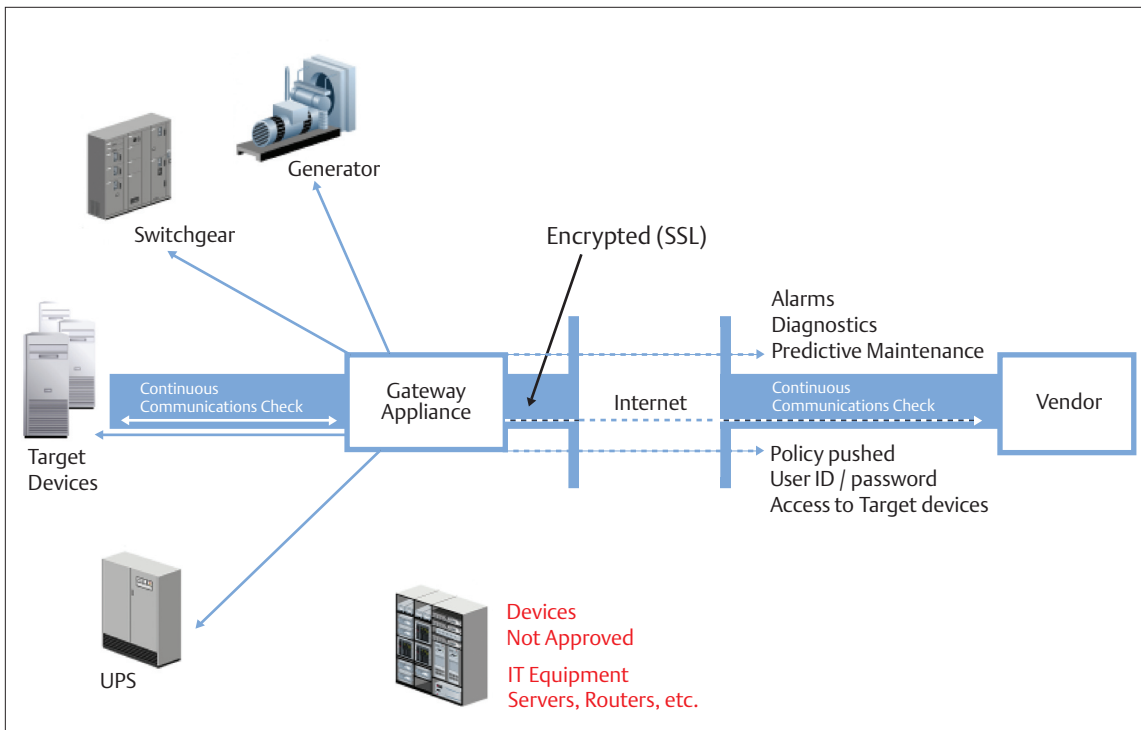 Generator
Switchgear
Encrypted (SSL)
Alarms
Diagnostics
Predictive Maintenance
Continuous
Communications Check
Gateway
Appliance
Internet
Continuous
Communications Check
Vendor
Target
Devices
Policy pushed
User ID / password
Access to Target devices
UPS
Devices
Not Approved
IT Equipment
Servers, Routers, etc.